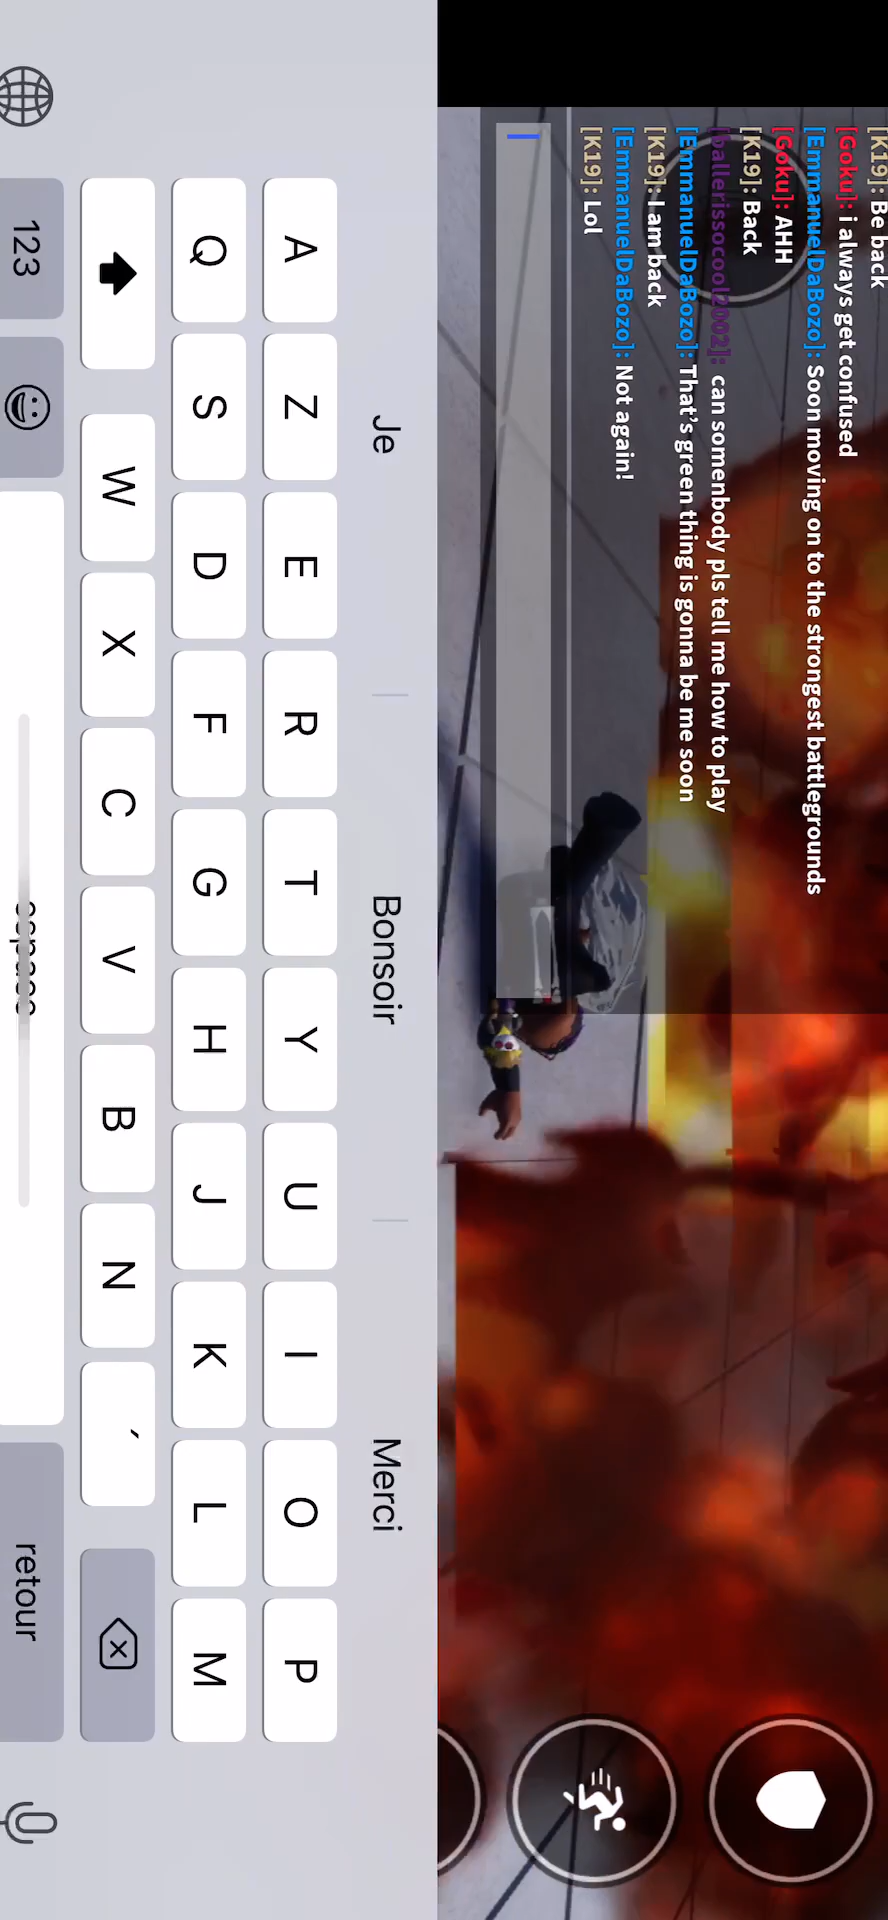 [K19]: Be back
[Goku]: i always get confused
[EmmanuelDaBozo]: Soon moving on to the strongest battlegrounds
[Goku]: AHH
[K19]: Back
[ballerissocool2002]: can somenbody pls tell me how to play
[EmmanuelDaBozo]: That's green thing is gonna be me soon
[K19]: I am back
[EmmanuelDaBozo]: Not again!
[K19]: Lol
Je Bonsoir Merci
A Z E R T Y U I O P
Q S D F G H J K L M
W X C V B N ´
123 espace retour